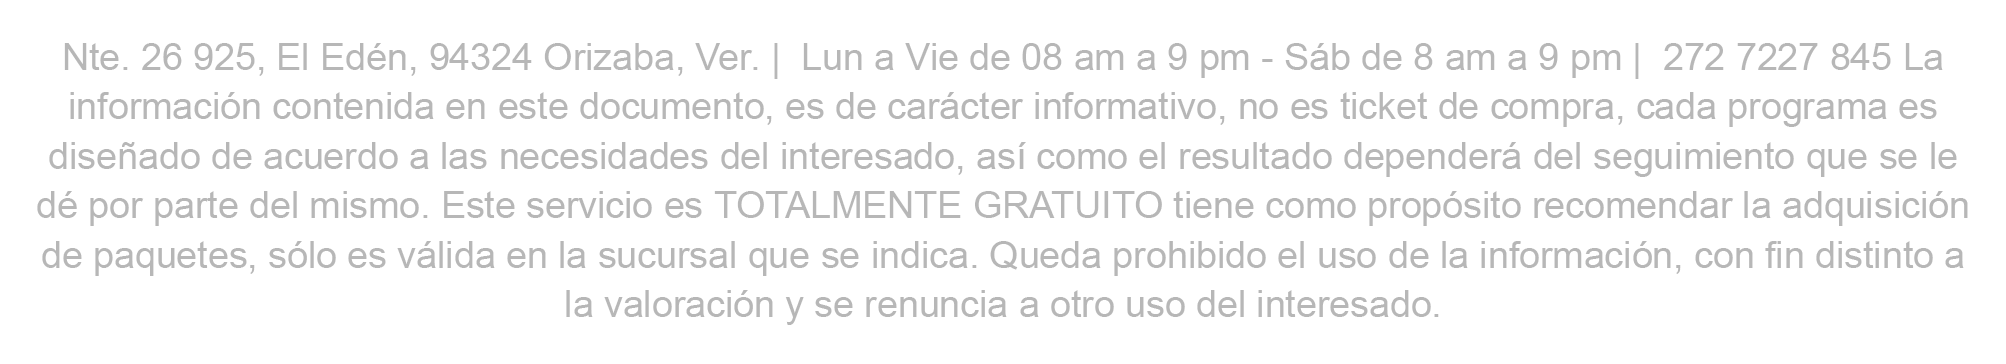 Nte. 26 925, El Edén, 94324 Orizaba, Ver. |  Lun a Vie de 08 am a 9 pm - Sáb de 8 am a 9 pm |  272 7227 845 La
información contenida en este documento, es de carácter informativo, no es ticket de compra, cada programa es
diseñado de acuerdo a las necesidades del interesado, así como el resultado dependerá del seguimiento que se le
dé por parte del mismo. Este servicio es TOTALMENTE GRATUITO tiene como propósito recomendar la adquisición
de paquetes, sólo es válida en la sucursal que se indica. Queda prohibido el uso de la información, con fin distinto a
la valoración y se renuncia a otro uso del interesado.